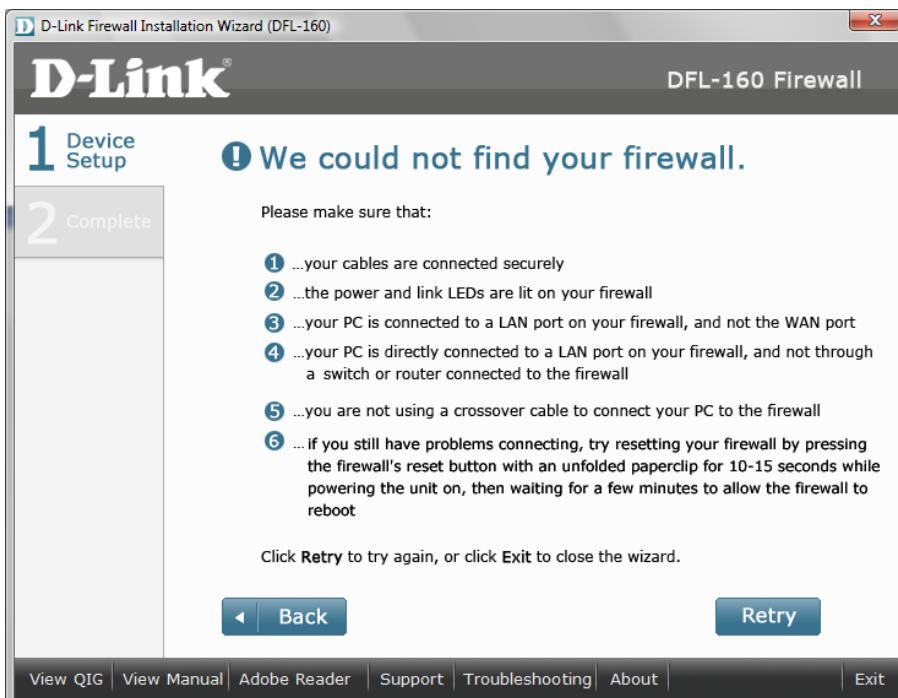 D-Link Firewall Installation Wizard (DFL-160)
D-Link®
DFL-160 Firewall
1 Device
Setup
2 Complete
! We could not find your firewall.
Please make sure that:
1 ...your cables are connected securely
2 ...the power and link LEDs are lit on your firewall
3 ...your PC is connected to a LAN port on your firewall, and not the WAN port
4 ...your PC is directly connected to a LAN port on your firewall, and not through
a switch or router connected to the firewall
5 ...you are not using a crossover cable to connect your PC to the firewall
6 ... if you still have problems connecting, try resetting your firewall by pressing
the firewall's reset button with an unfolded paperclip for 10-15 seconds while
powering the unit on, then waiting for a few minutes to allow the firewall to
reboot
Click Retry to try again, or click Exit to close the wizard.
Back
Retry
View QIG View Manual Adobe Reader Support Troubleshooting About Exit